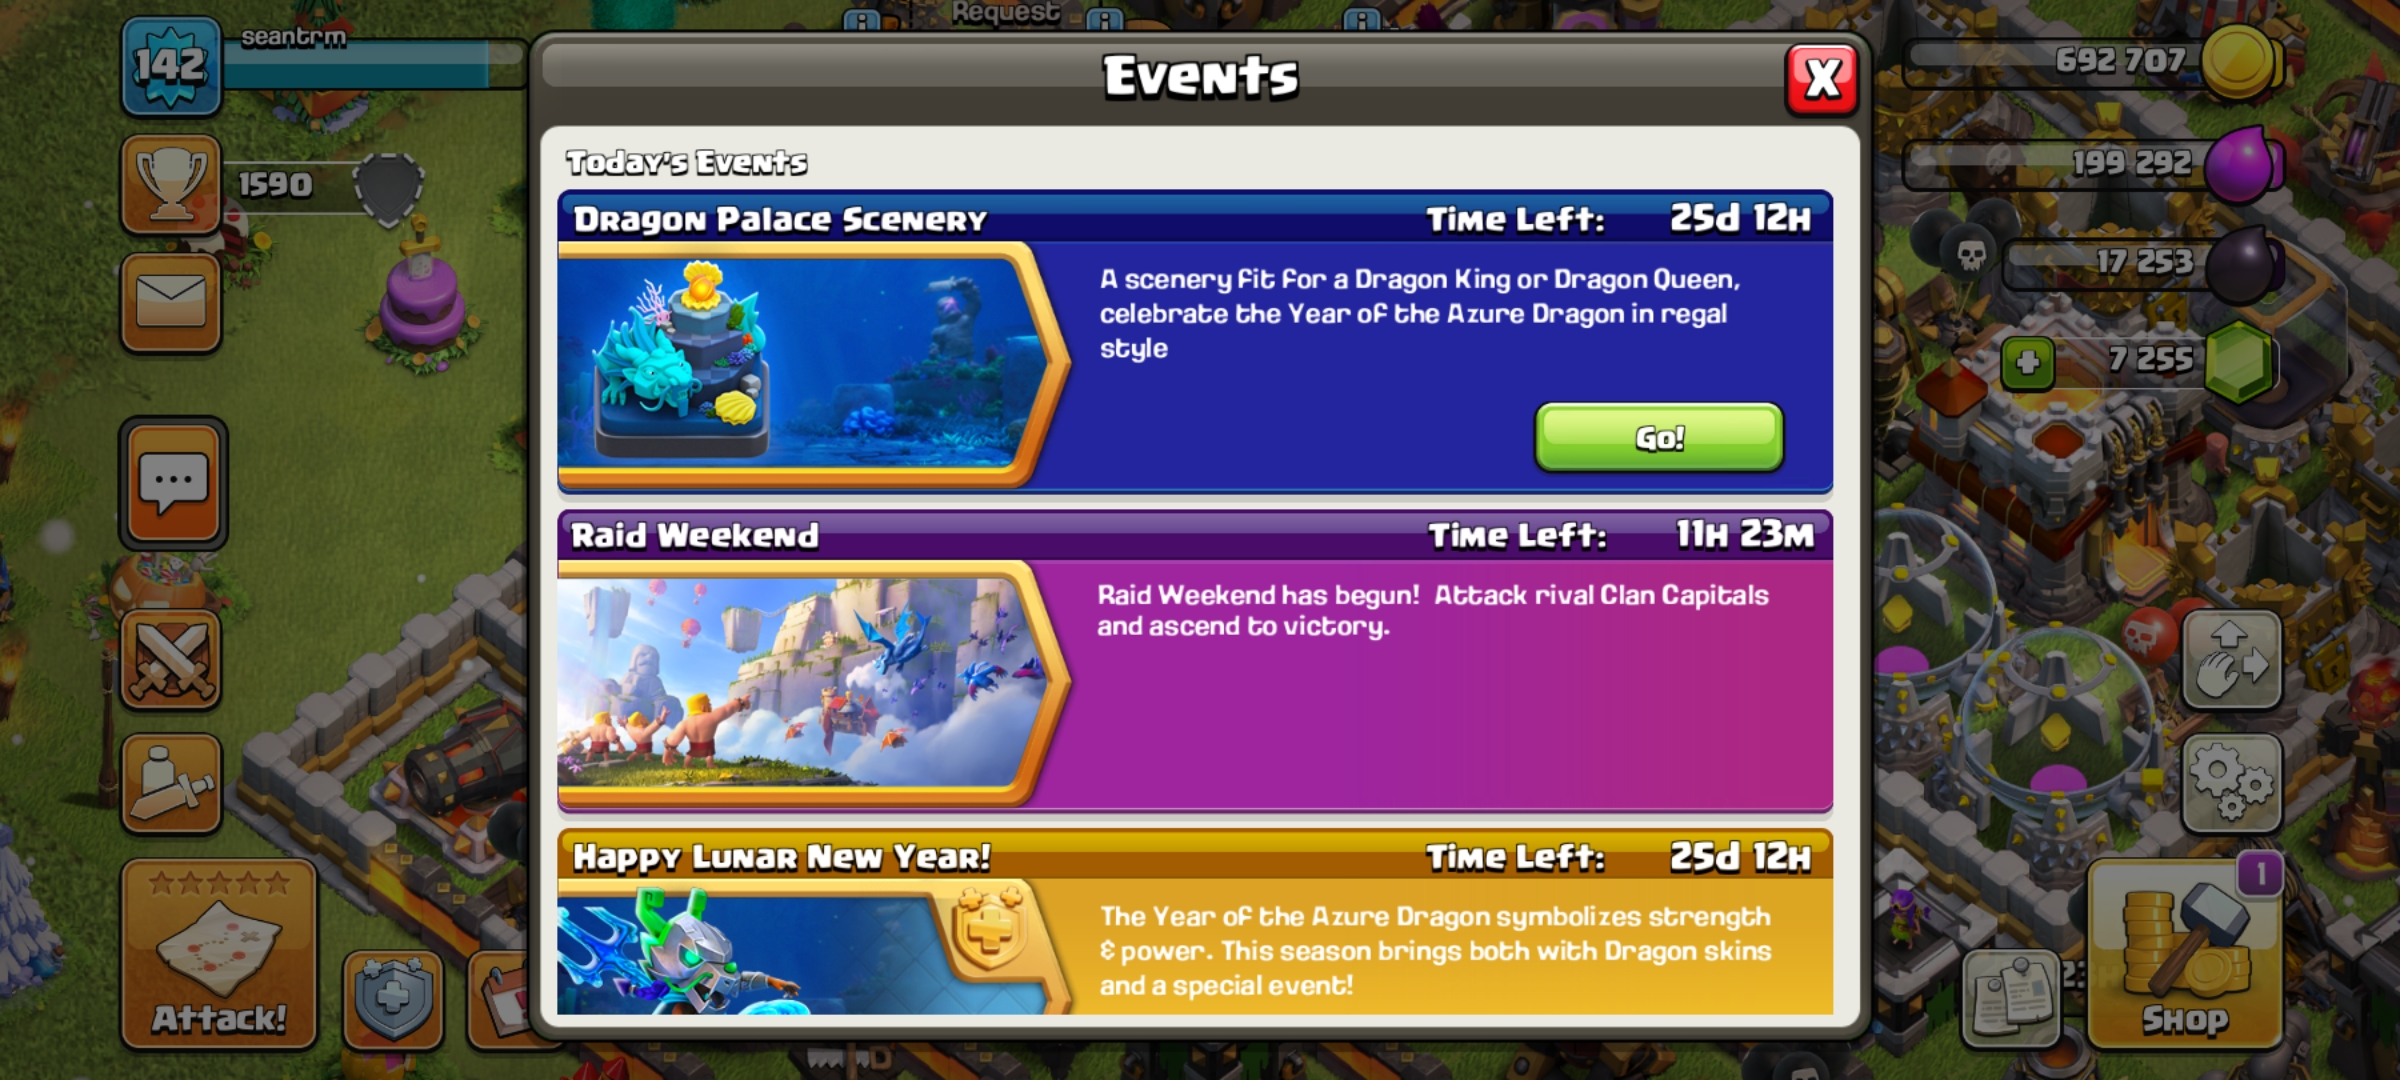 Request
142
seantrm
Events
X
692 707
Today's Events
199 292
1590
Dragon Palace Scenery
Time Left: 25d 12h
A scenery fit for a Dragon King or Dragon Queen,
celebrate the Year of the Azure Dragon in regal
style
17 253
7 255
Go!
Raid Weekend
Time Left: 11h 23m
Raid Weekend has begun! Attack rival Clan Capitals
and ascend to victory.
Happy Lunar New Year!
Time Left: 25d 12h
The Year of the Azure Dragon symbolizes strength
& power. This season brings both with Dragon skins
and a special event!
1
Attack!
Shop